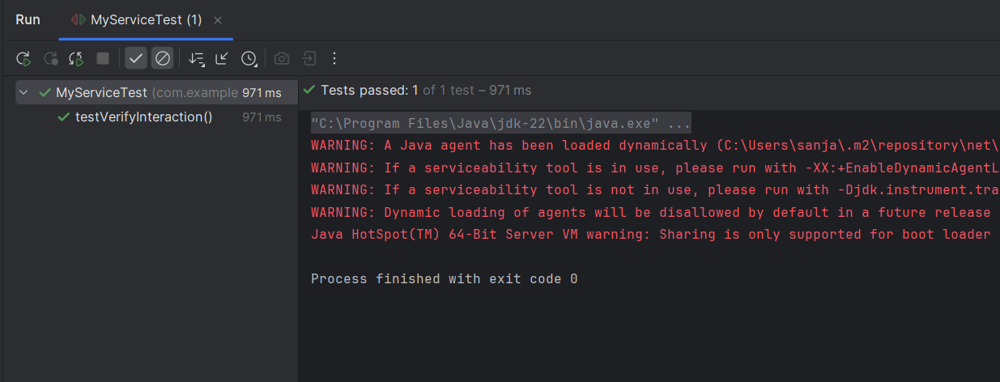 Run MyServiceTest (1)
MyServiceTest (com.example 971 ms
testVerifyInteraction() 971 ms
Tests passed: 1 of 1 test – 971 ms
"C:\Program Files\Java\jdk-22\bin\java.exe" ...
WARNING: A Java agent has been loaded dynamically (C:\Users\sanja\.m2\repository\net\
WARNING: If a serviceability tool is in use, please run with -XX:+EnableDynamicAgentL
WARNING: If a serviceability tool is not in use, please run with -Djdk.instrument.tra
WARNING: Dynamic loading of agents will be disallowed by default in a future release
Java HotSpot(TM) 64-Bit Server VM warning: Sharing is only supported for boot loader
Process finished with exit code 0